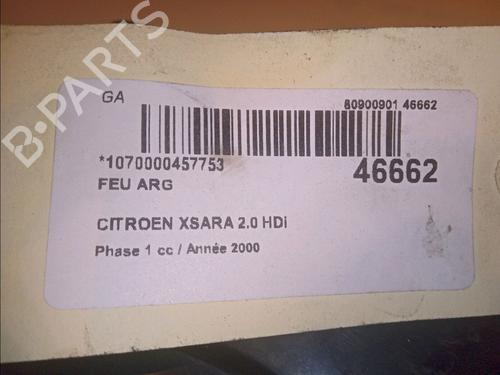 B-PARTS
GA
80900901 46662
*1070000457753
46662
FEU ARG
CITROEN XSARA 2.0 HDi
Phase 1 cc / Année 2000